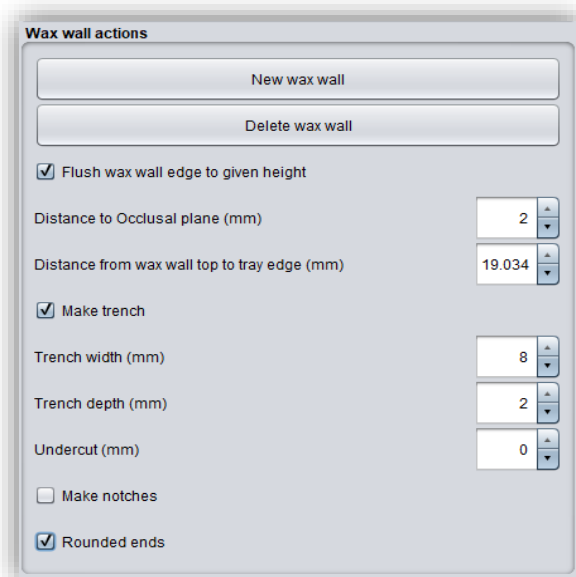 Wax wall actions
New wax wall
Delete wax wall
Flush wax wall edge to given height
Distance to Occlusal plane (mm) 2
Distance from wax wall top to tray edge (mm) 19.034
Make trench
Trench width (mm) 8
Trench depth (mm) 2
Undercut (mm) 0
Make notches
Rounded ends